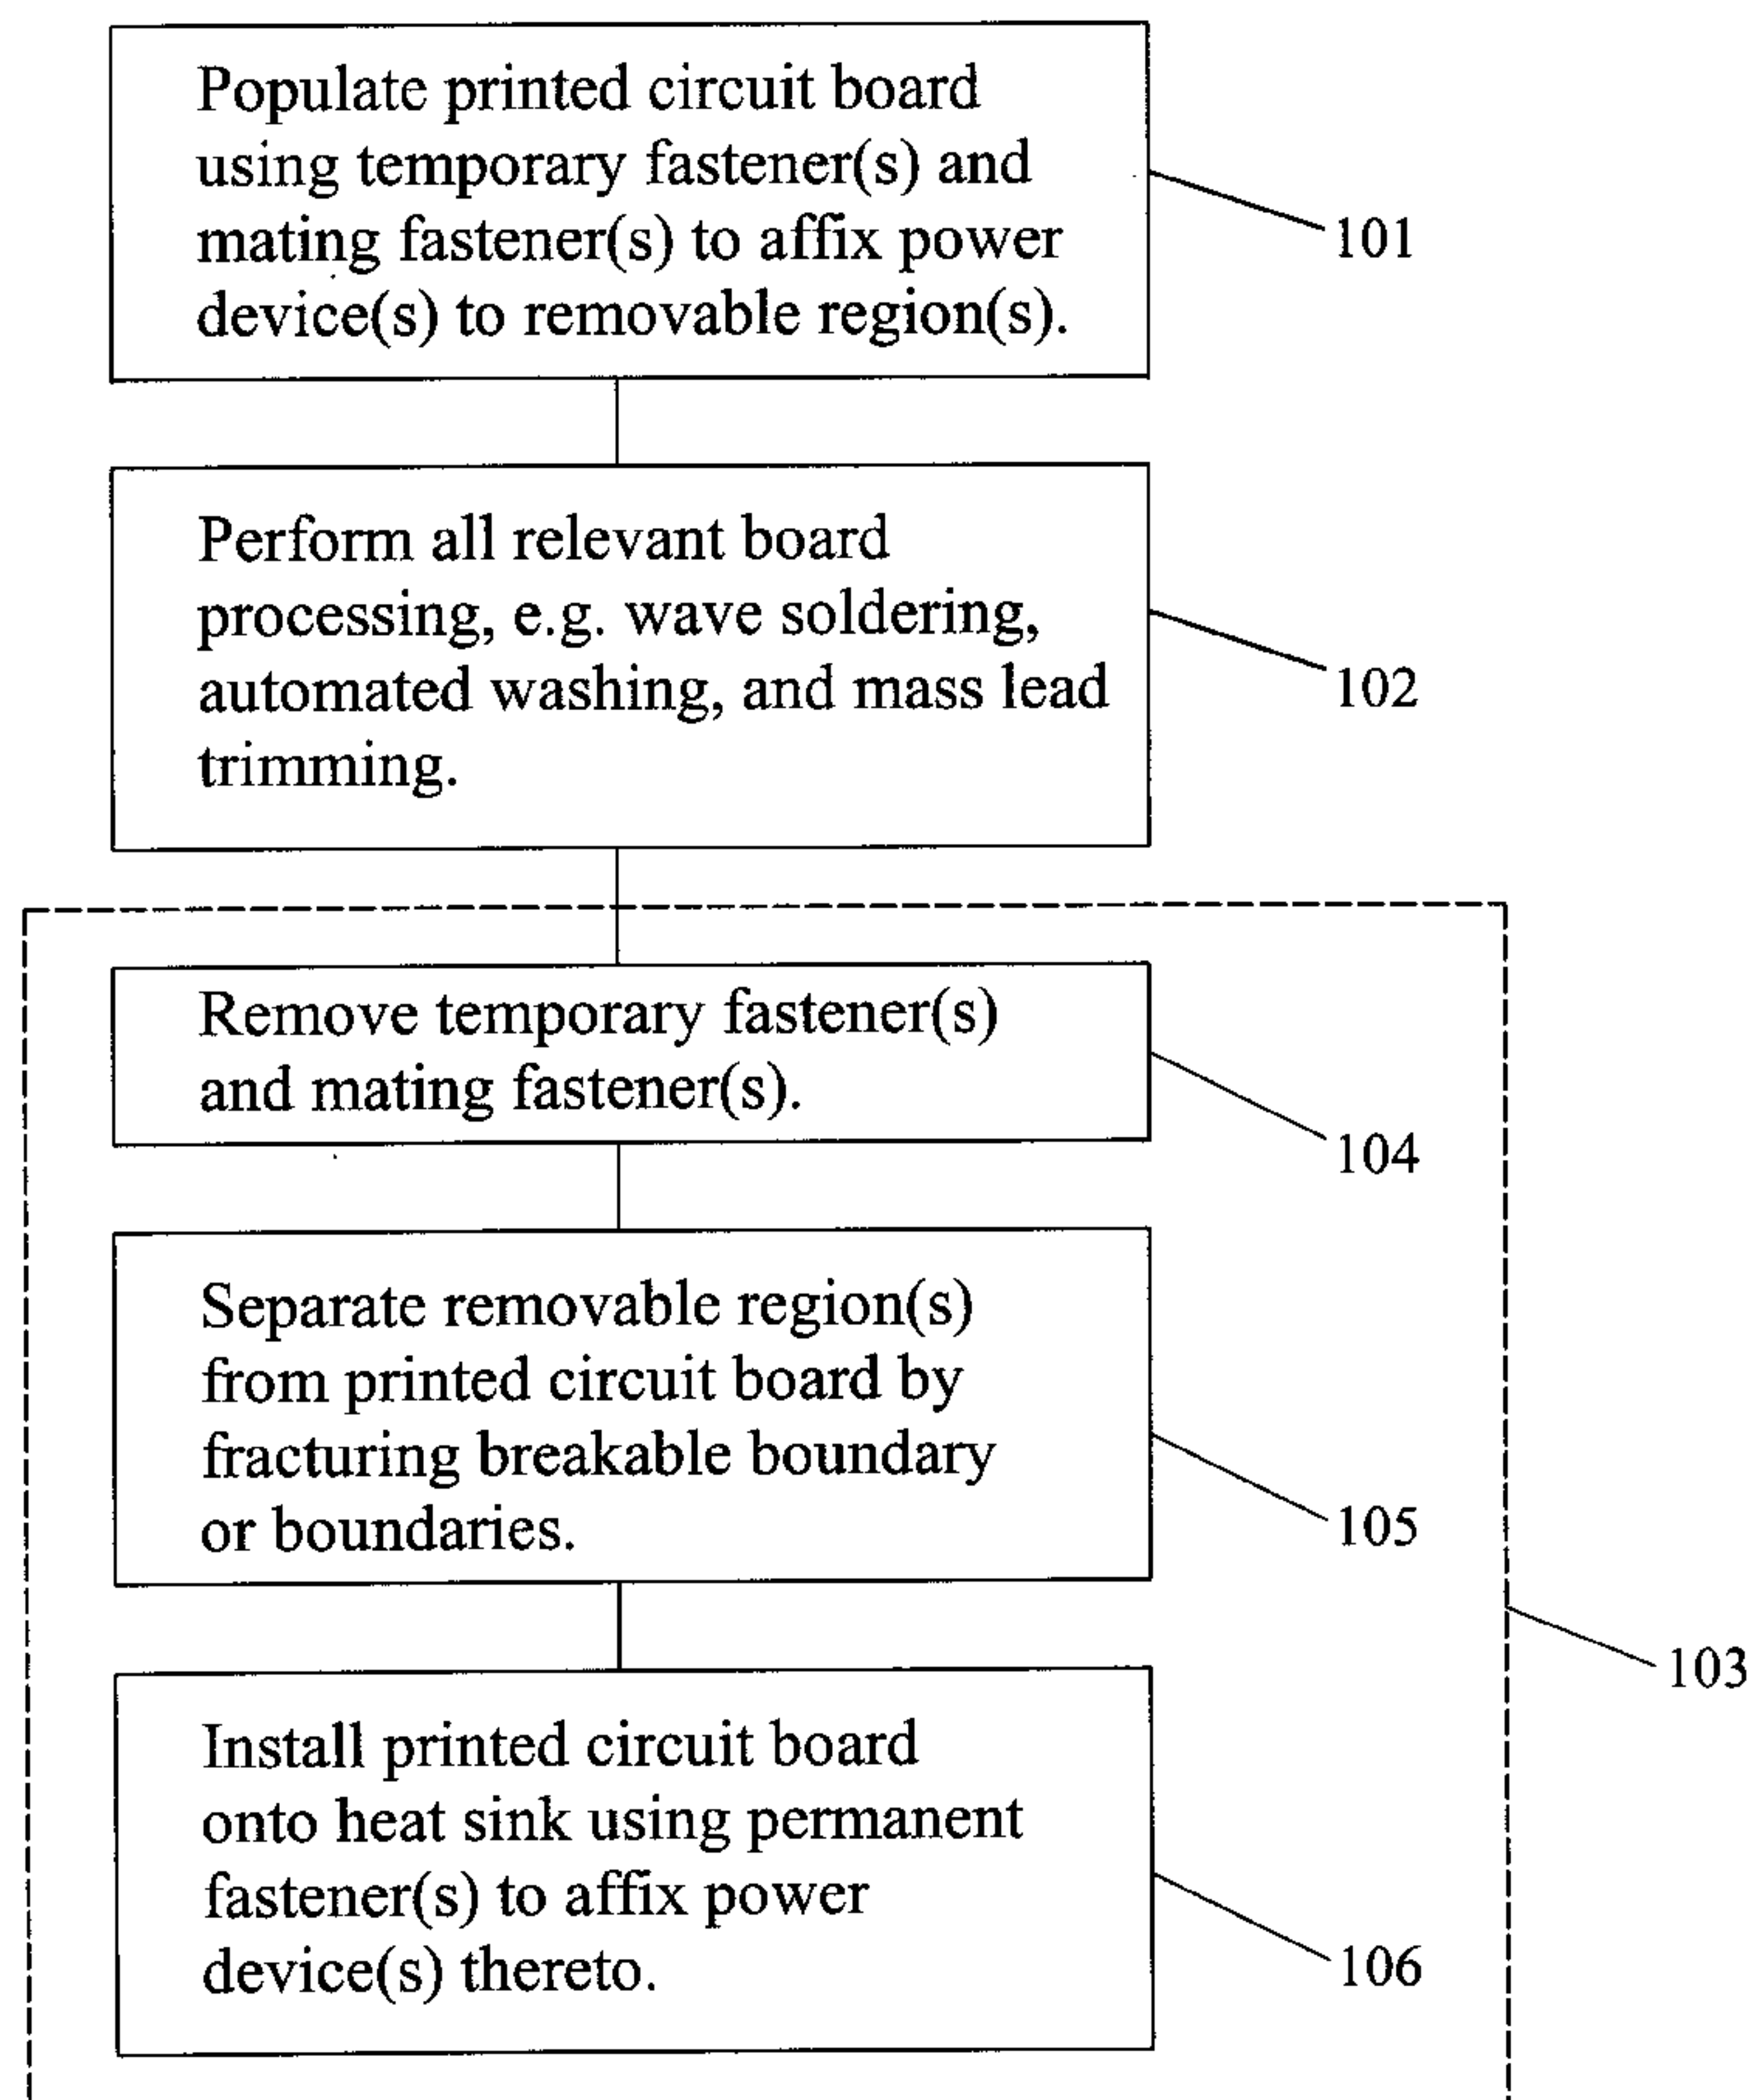 Populate printed circuit board
using temporary fastener(s) and
mating fastener(s) to affix power
device(s) to removable region(s).
101
Perform all relevant board
processing, e.g. wave soldering,
automated washing, and mass lead
trimming.
102
Remove temporary fastener(s)
and mating fastener(s).
104
Separate removable region(s)
from printed circuit board by
fracturing breakable boundary
or boundaries.
105
103
Install printed circuit board
onto heat sink using permanent
fastener(s) to affix power
device(s) thereto.
106